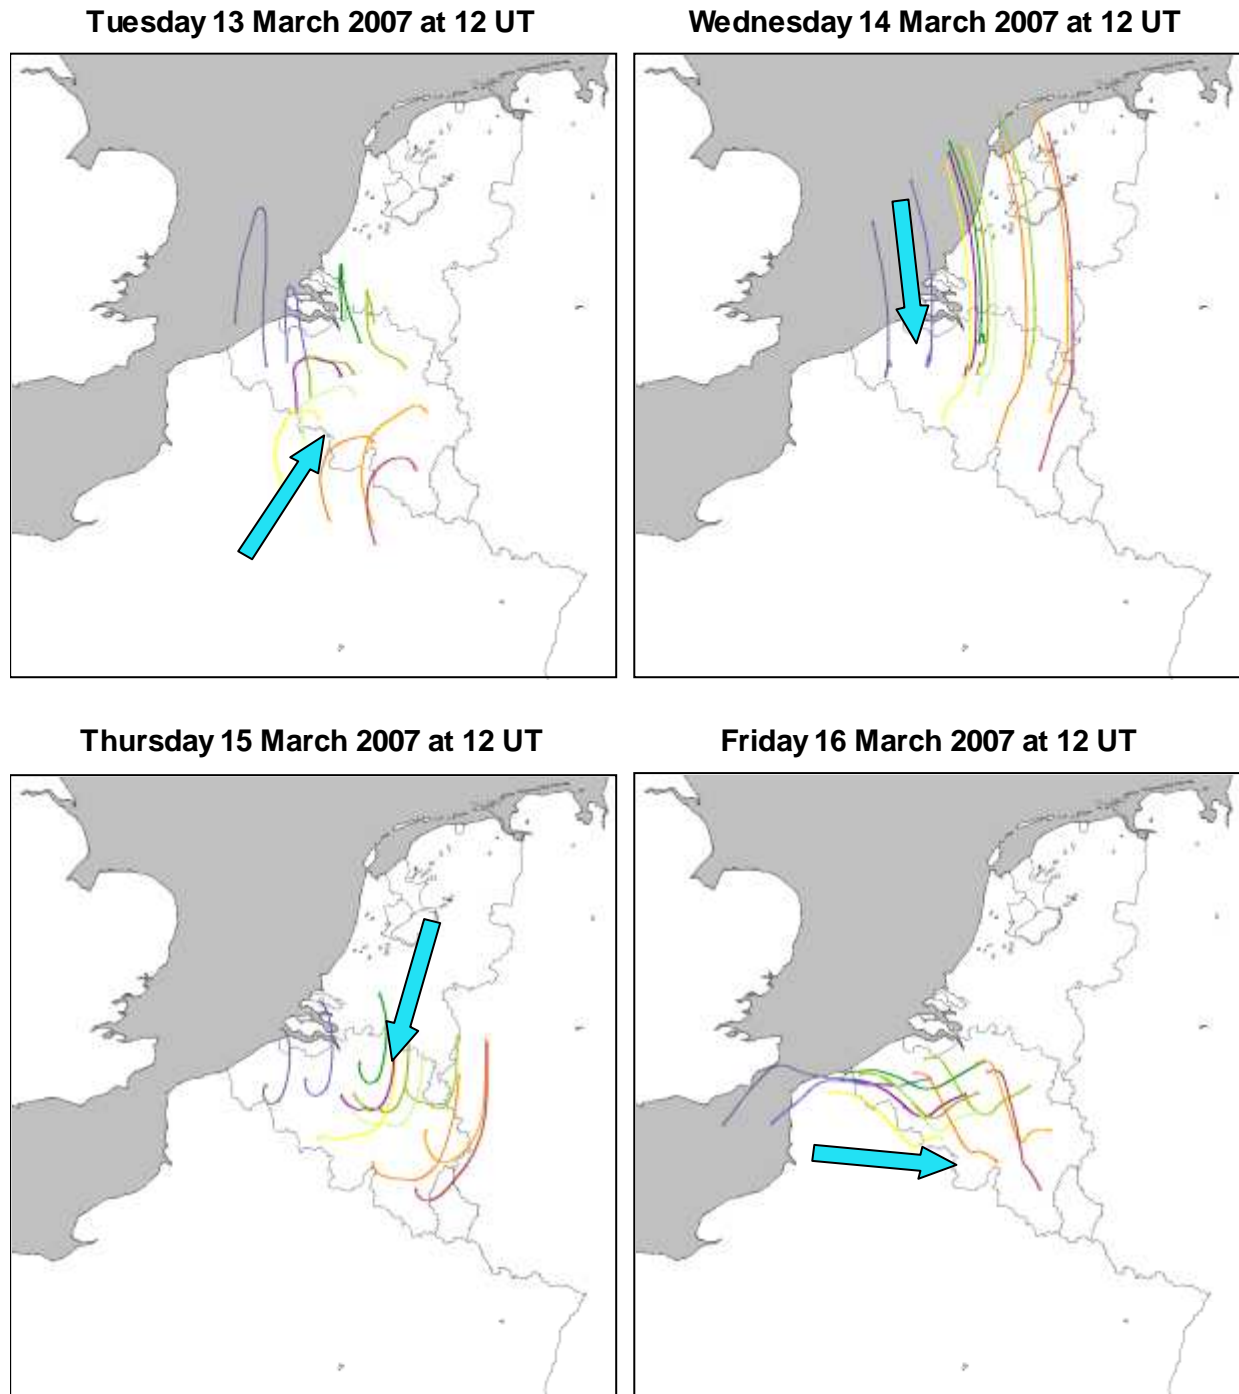 Tuesday 13 March 2007 at 12 UT
Wednesday 14 March 2007 at 12 UT
Thursday 15 March 2007 at 12 UT
Friday 16 March 2007 at 12 UT